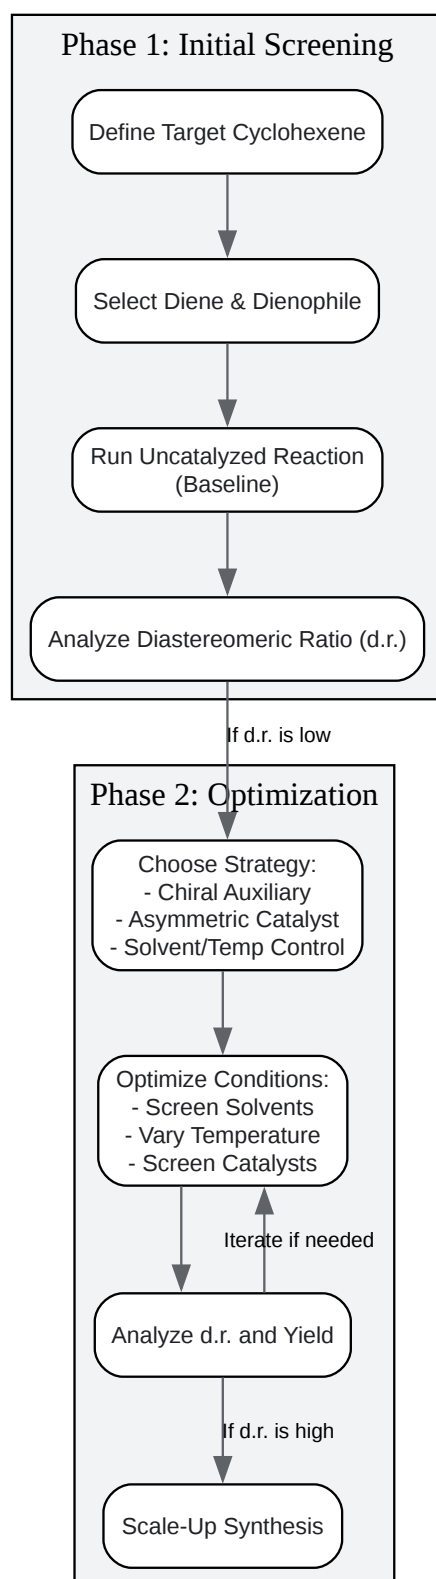 Phase 1: Initial Screening
Define Target Cyclohexene
Select Diene & Dienophile
Run Uncatalyzed Reaction
(Baseline)
Analyze Diastereomeric Ratio (d.r.)
If d.r. is low
Phase 2: Optimization
Choose Strategy:
- Chiral Auxiliary
- Asymmetric Catalyst
- Solvent/Temp Control
Optimize Conditions:
- Screen Solvents
- Vary Temperature
- Screen Catalysts
Iterate if needed
Analyze d.r. and Yield
If d.r. is high
Scale-Up Synthesis